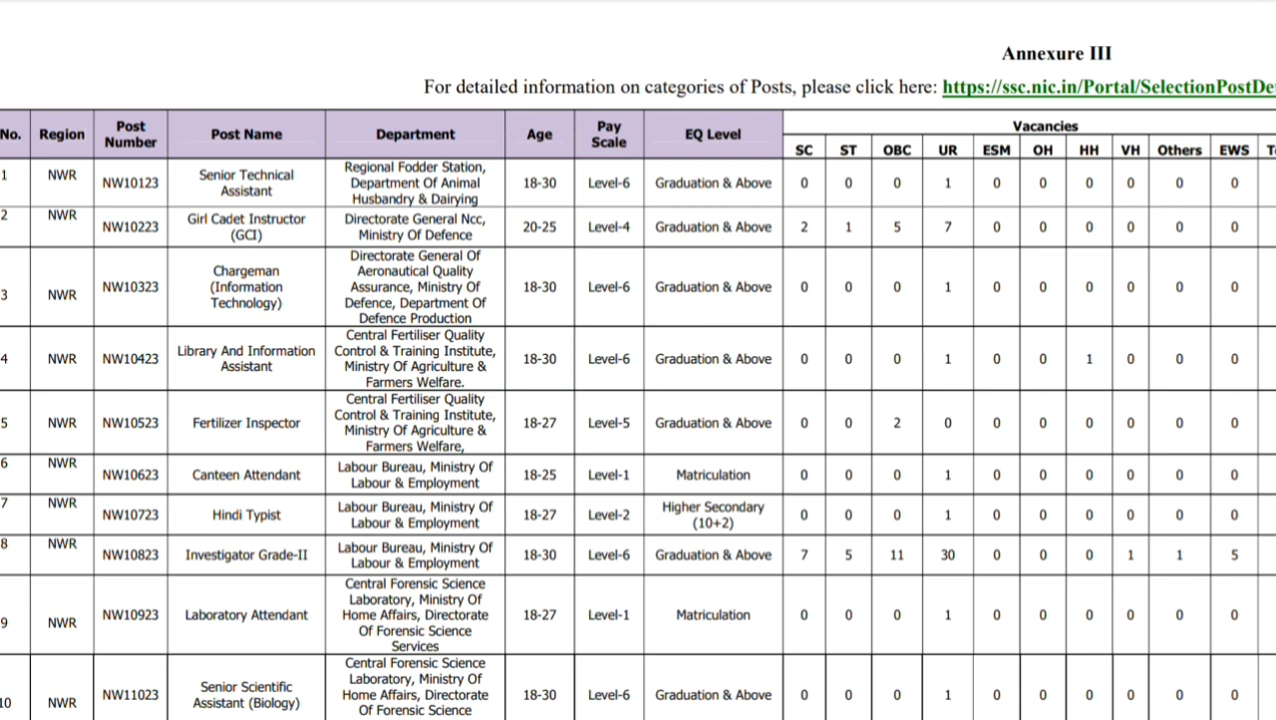 Annexure III
For detailed information on categories of Posts, please click here: https://ssc.nic.in/Portal/SelectionPostDe
No. Region Post Number Post Name Department Age Pay Scale EQ Level Vacancies
SC ST OBC UR ESM OH HH VH Others EWS T
1 NWR NW10123 Senior Technical Assistant Regional Fodder Station, Department Of Animal Husbandry & Dairying 18-30 Level-6 Graduation & Above 0 0 0 1 0 0 0 0 0 0
2 NWR NW10223 Girl Cadet Instructor (GCI) Directorate General Ncc, Ministry Of Defence 20-25 Level-4 Graduation & Above 2 1 5 7 0 0 0 0 0 0
3 NWR NW10323 Chargeman (Information Technology) Directorate General Of Aeronautical Quality Assurance, Ministry Of Defence, Department Of Defence Production 18-30 Level-6 Graduation & Above 0 0 0 1 0 0 0 0 0 0
4 NWR NW10423 Library And Information Assistant Central Fertiliser Quality Control & Training Institute, Ministry Of Agriculture & Farmers Welfare. 18-30 Level-6 Graduation & Above 0 0 0 1 0 0 1 0 0 0
5 NWR NW10523 Fertilizer Inspector Central Fertiliser Quality Control & Training Institute, Ministry Of Agriculture & Farmers Welfare, 18-27 Level-5 Graduation & Above 0 0 2 0 0 0 0 0 0 0
6 NWR NW10623 Canteen Attendant Labour Bureau, Ministry Of Labour & Employment 18-25 Level-1 Matriculation 0 0 0 1 0 0 0 0 0 0
7 NWR NW10723 Hindi Typist Labour Bureau, Ministry Of Labour & Employment 18-27 Level-2 Higher Secondary (10+2) 0 0 0 1 0 0 0 0 0 0
8 NWR NW10823 Investigator Grade-II Labour Bureau, Ministry Of Labour & Employment 18-30 Level-6 Graduation & Above 7 5 11 30 0 0 0 1 1 5
9 NWR NW10923 Laboratory Attendant Central Forensic Science Laboratory, Ministry Of Home Affairs, Directorate Of Forensic Science Services 18-27 Level-1 Matriculation 0 0 0 1 0 0 0 0 0 0
10 NWR NW11023 Senior Scientific Assistant (Biology) Central Forensic Science Laboratory, Ministry Of Home Affairs, Directorate Of Forensic Science 18-30 Level-6 Graduation & Above 0 0 0 1 0 0 0 0 0 0